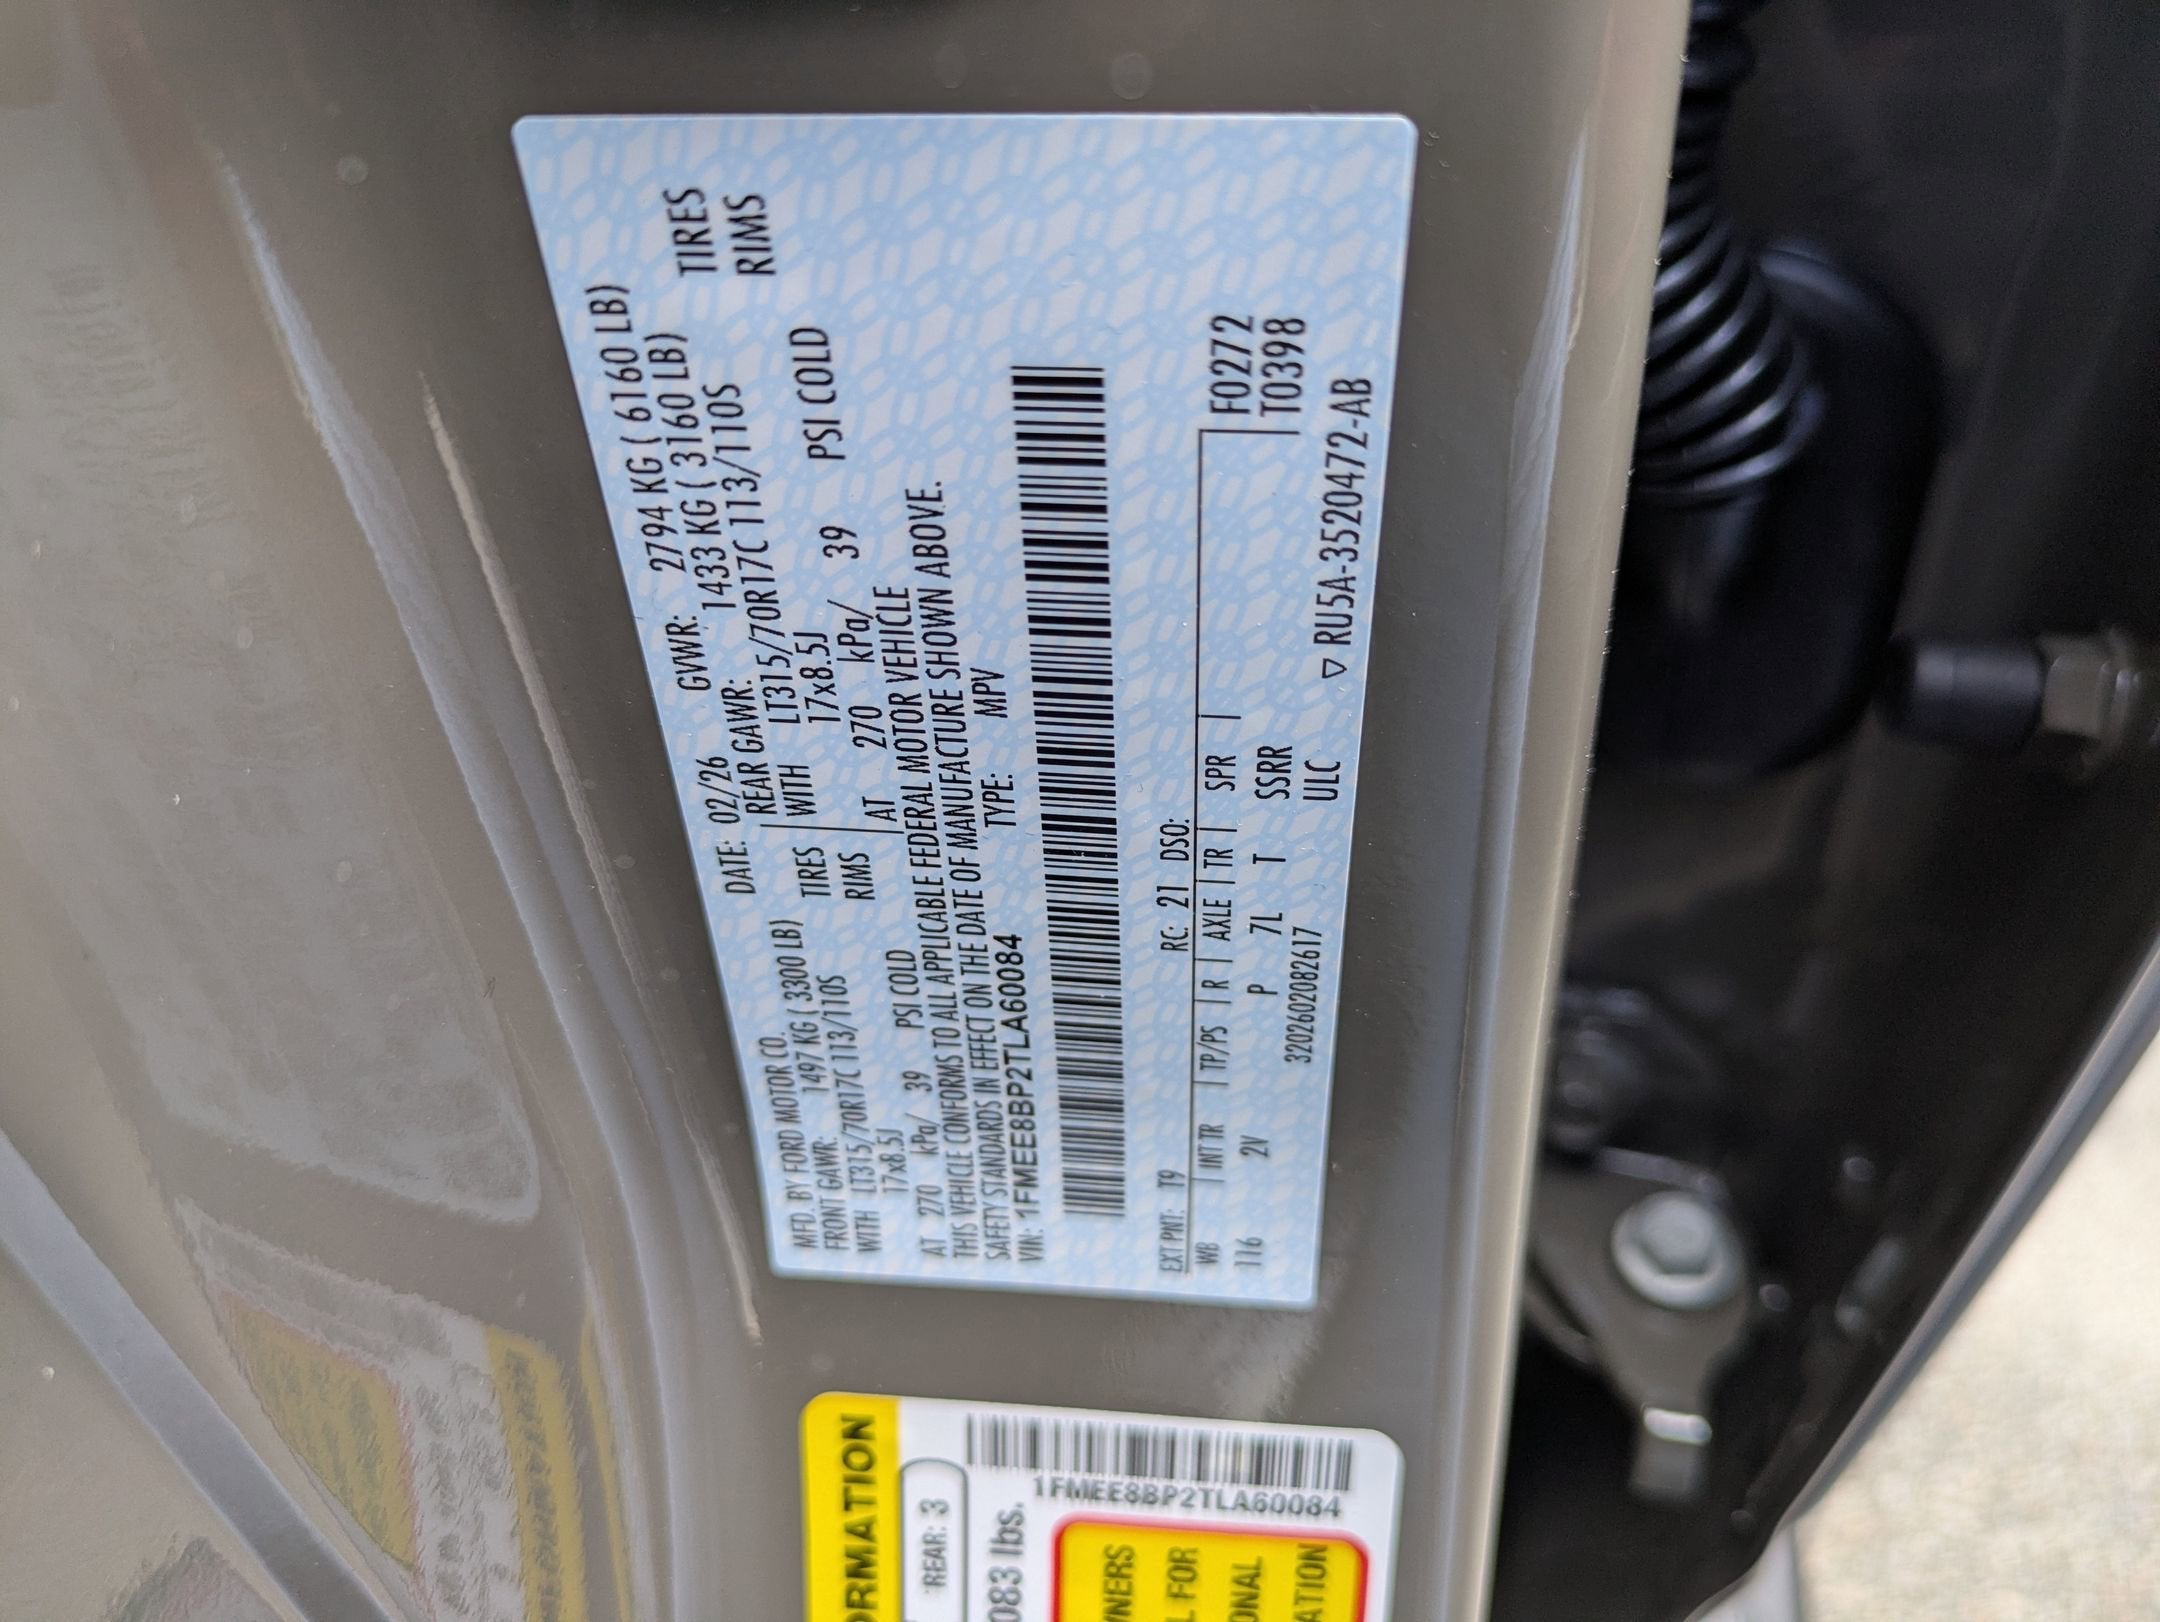 MFD. BY FORD MOTOR CO.
DATE: 02/26 GVWR: 2794 KG ( 6160 LB)
FRONT GAWR: 1497 KG ( 3300 LB) REAR GAWR: 1433 KG ( 3160 LB)
WITH LT315/70R17C 113/110S TIRES WITH LT315/70R17C 113/110S TIRES
17x8.5J RIMS 17x8.5J RIMS
AT 270 kPa/ 39 PSI COLD AT 270 kPa/ 39 PSI COLD
THIS VEHICLE CONFORMS TO ALL APPLICABLE FEDERAL MOTOR VEHICLE
SAFETY STANDARDS IN EFFECT ON THE DATE OF MANUFACTURE SHOWN ABOVE.
VIN: 1FMEE8BP2TLA60084 TYPE: MPV
EXT PNT: T9 RC: 21 DSO:
WB | INT TR | TP/PS | R | AXLE | TR | SPR | F0272
116 2V P 7L T SSRR T0398
320260208261​7 ULC ▽ RU5A-3520472-AB
ORMATION
REAR: 3
083 lbs.
1FMEE8BP2TLA60084
NERS
L FOR
ONAL
ATION